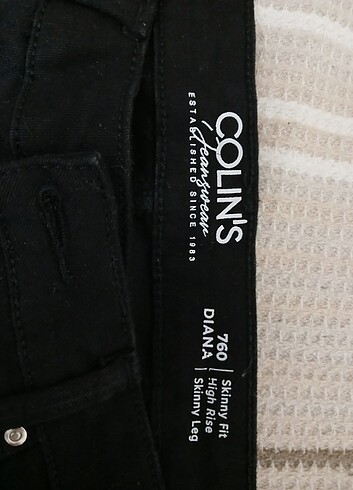 COLIN'S
Jeanswear
ESTABLISHED SINCE 1983
760
DIANA
Skinny Fit
High Rise
Skinny Leg